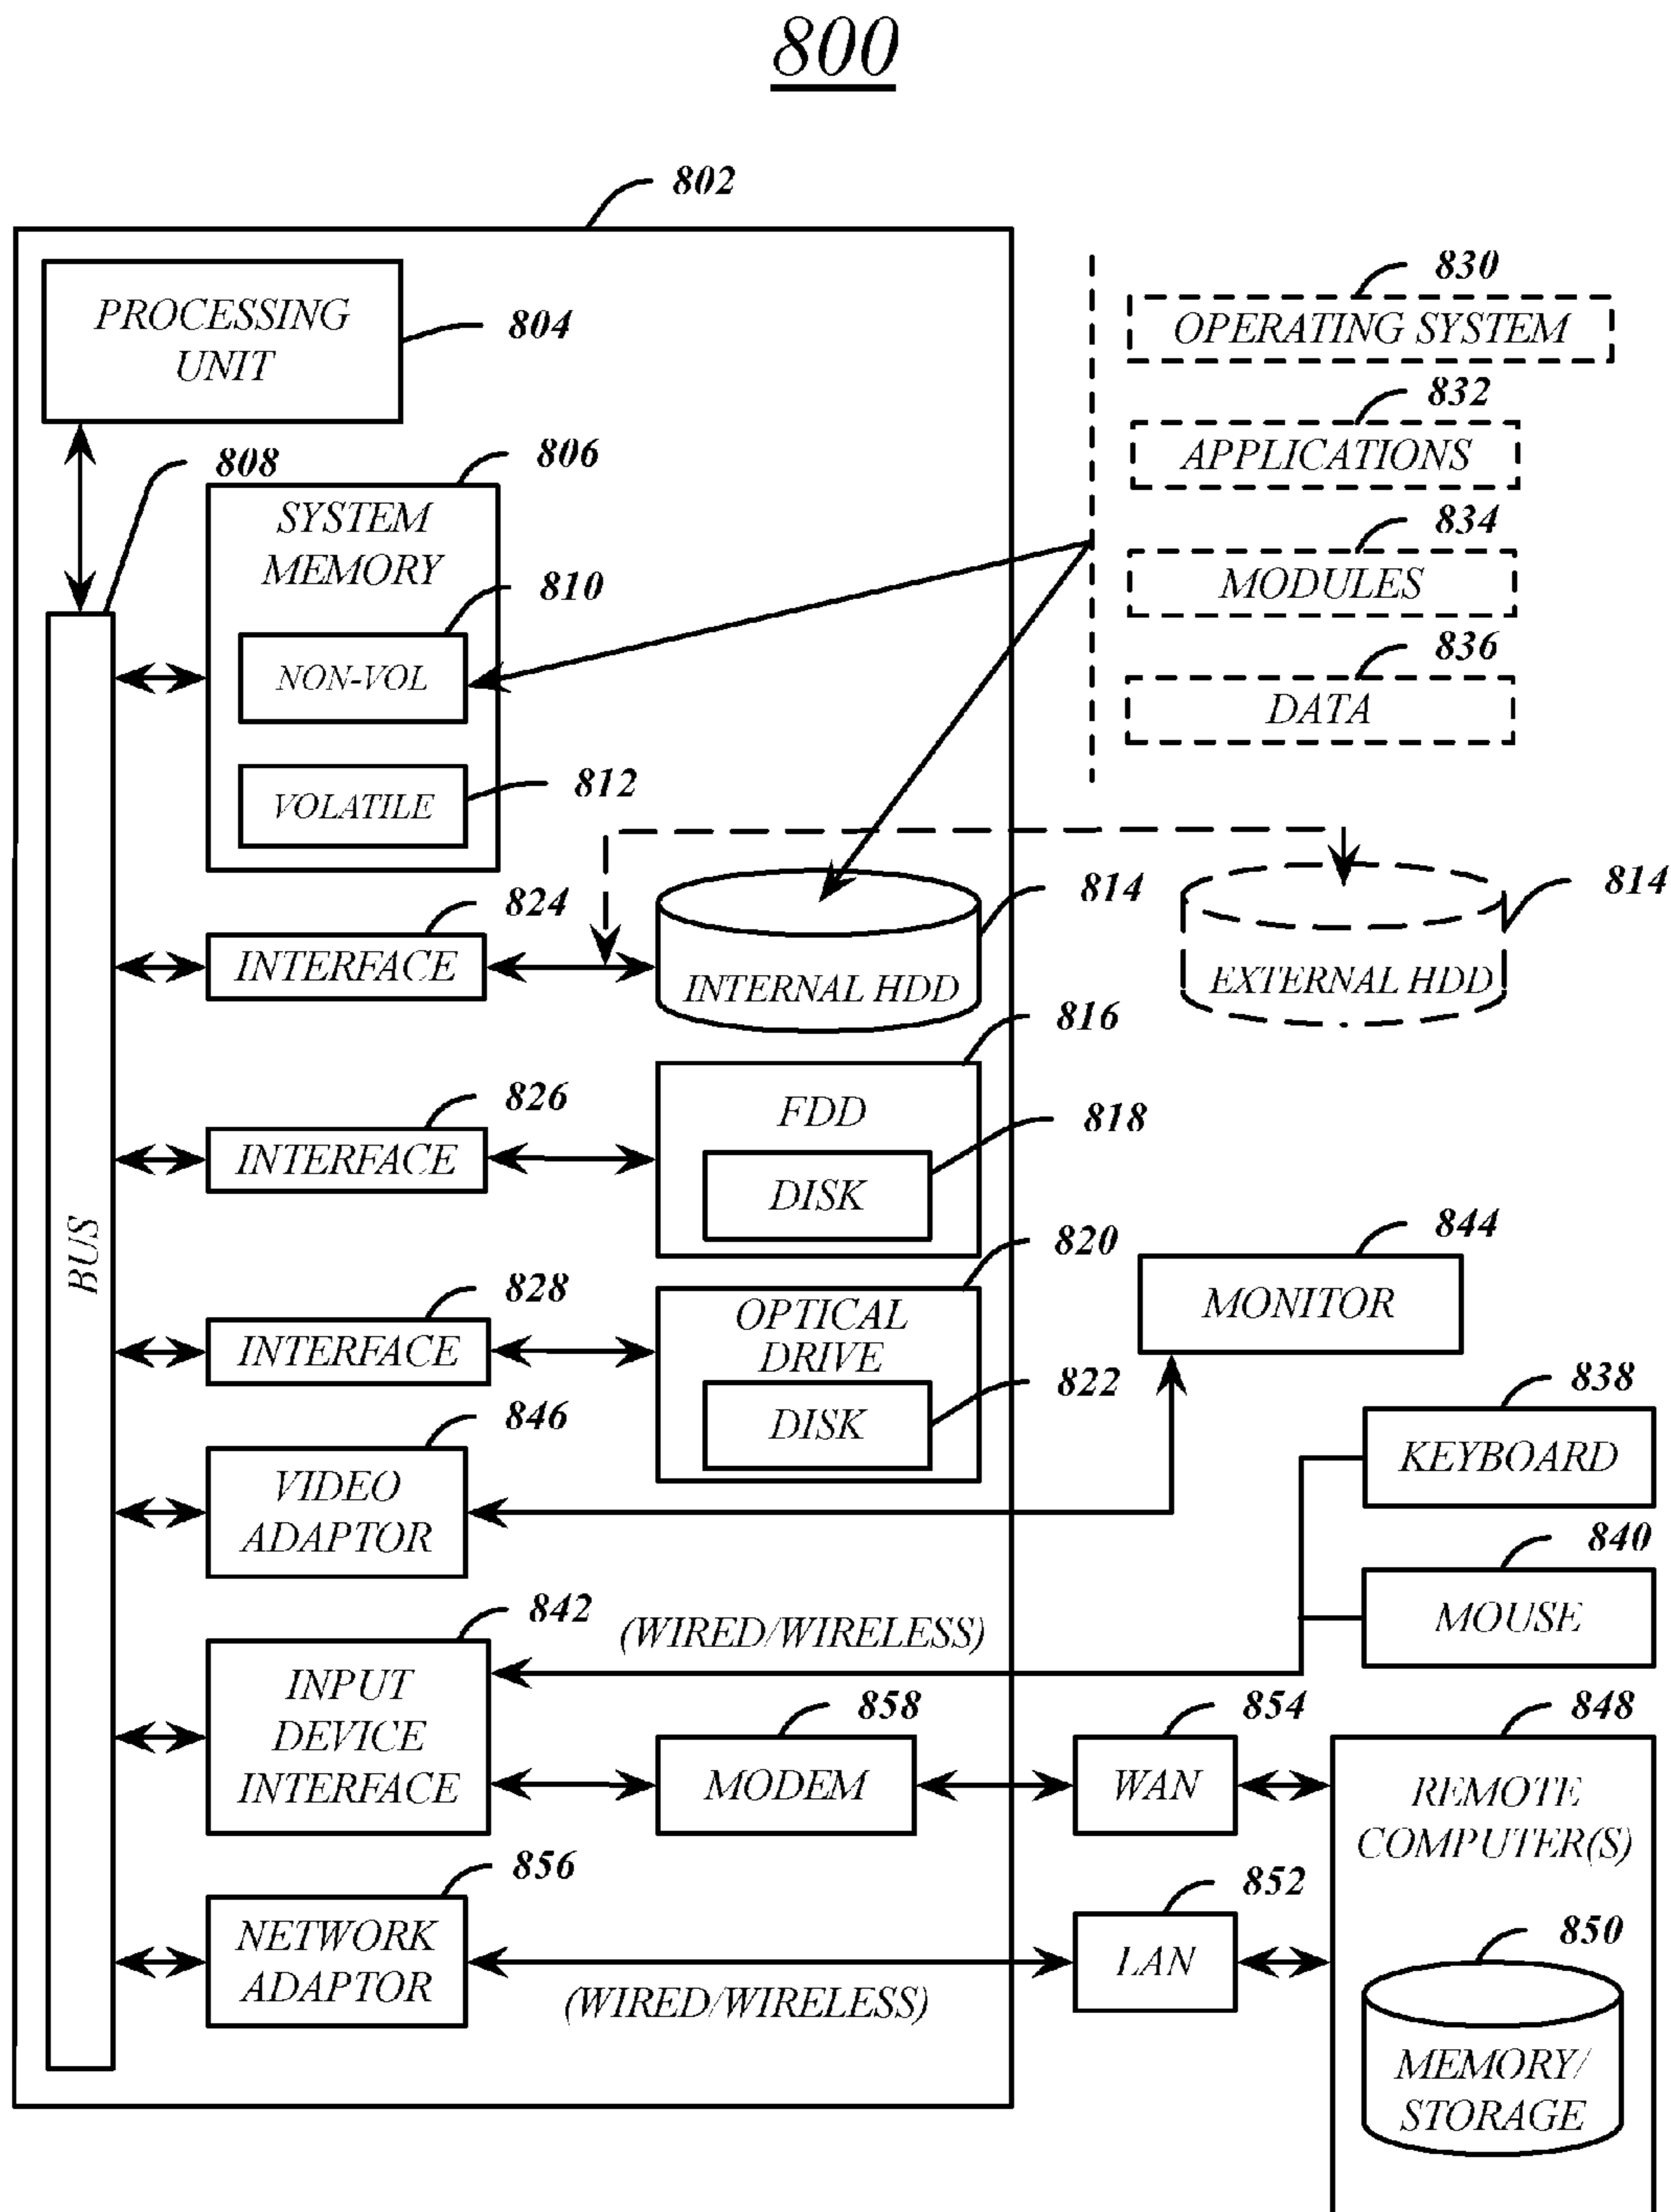 800
802
PROCESSING
UNIT
804
830
OPERATING SYSTEM
832
APPLICATIONS
834
MODULES
836
DATA
808
806
SYSTEM
MEMORY
810
NON-VOL
812
VOLATILE
824
INTERFACE
814
INTERNAL HDD
814
EXTERNAL HDD
816
FDD
818
DISK
826
INTERFACE
BUS
820
OPTICAL
DRIVE
822
DISK
828
INTERFACE
844
MONITOR
846
VIDEO
ADAPTOR
838
KEYBOARD
840
MOUSE
842
INPUT
DEVICE
INTERFACE
(WIRED/WIRELESS)
858
MODEM
854
WAN
848
REMOTE
COMPUTER(S)
856
NETWORK
ADAPTOR
(WIRED/WIRELESS)
852
LAN
850
MEMORY/
STORAGE